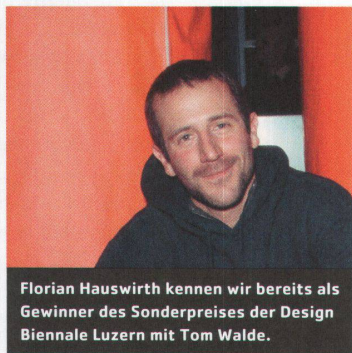 Florian Hauswirth kennen wir bereits als
Gewinner des Sonderpreises der Design
Biennale Luzern mit Tom Walde.